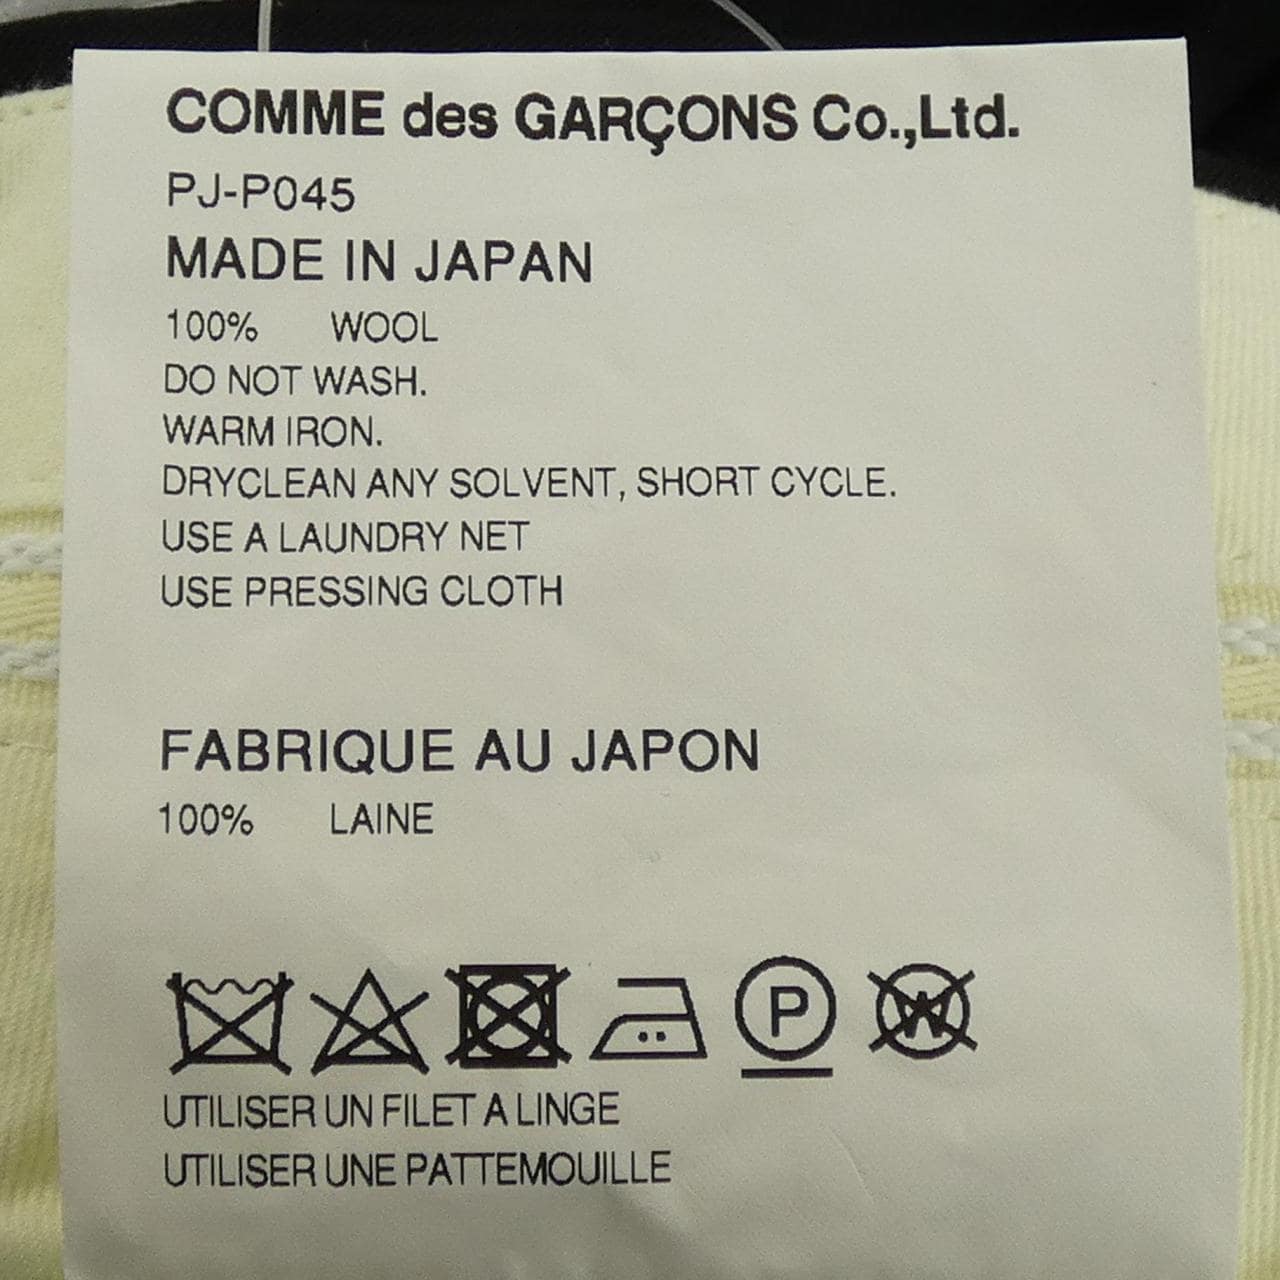 COMME des GARÇONS Co.,Ltd.
PJ-P045
MADE IN JAPAN
100% WOOL
DO NOT WASH.
WARM IRON.
DRYCLEAN ANY SOLVENT, SHORT CYCLE.
USE A LAUNDRY NET
USE PRESSING CLOTH
FABRIQUE AU JAPON
100% LAINE
P W
UTILISER UN FILET A LINGE
UTILISER UNE PATTEMOUILLE